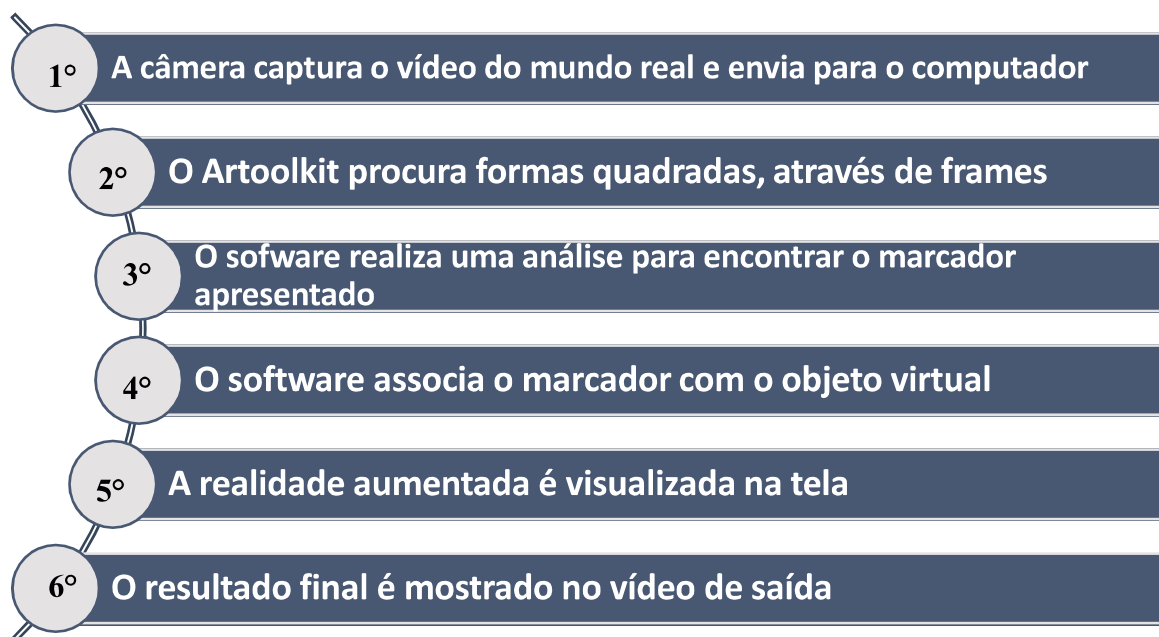 1° A câmera captura o vídeo do mundo real e envia para o computador
2° O Artoolkit procura formas quadradas, através de frames
3° O sofware realiza uma análise para encontrar o marcador
apresentado
4° O software associa o marcador com o objeto virtual
5° A realidade aumentada é visualizada na tela
6° O resultado final é mostrado no vídeo de saída